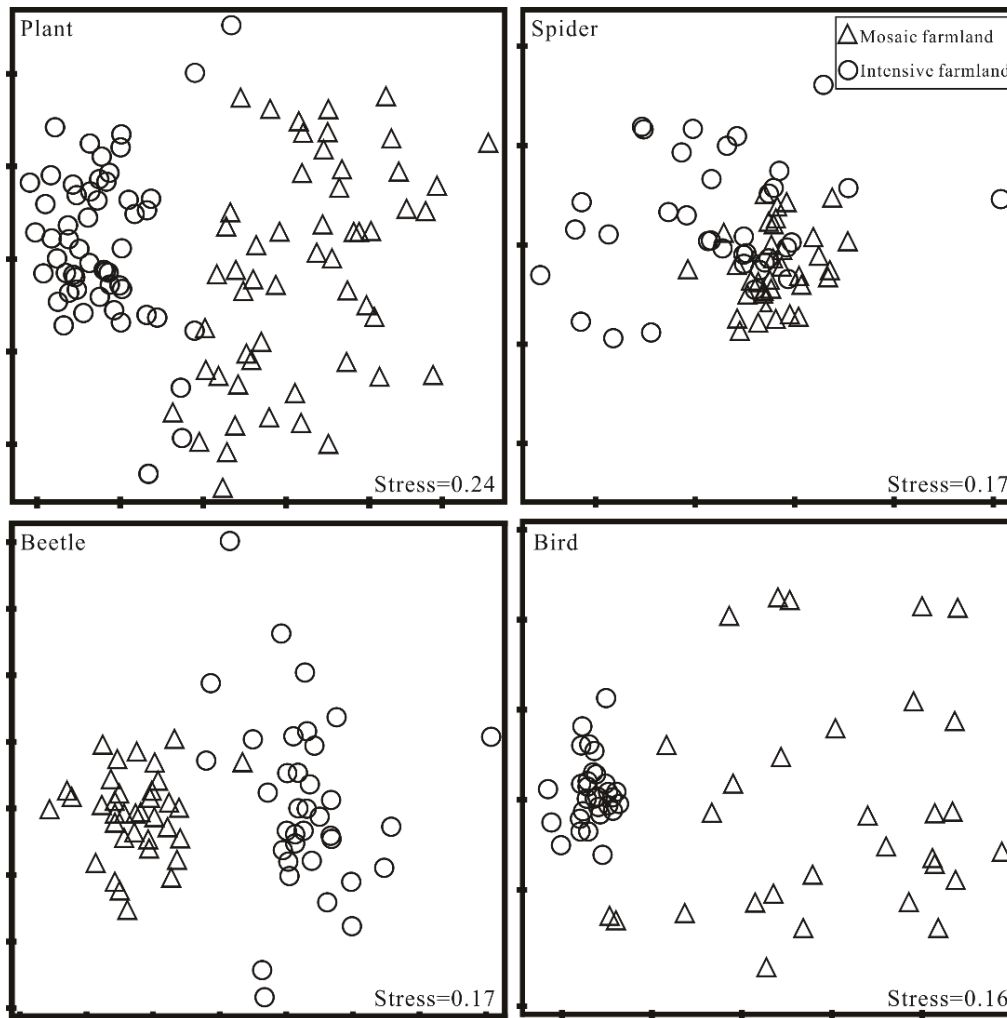 Plant
Stress=0.24
Spider
Mosaic farmland
Intensive farmland
Stress=0.17
Beetle
Stress=0.17
Bird
Stress=0.16